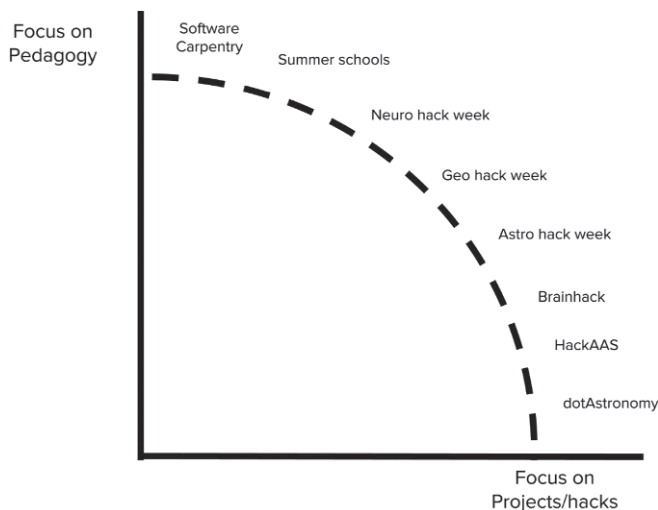 Focus on
Pedagogy
Software
Carpentry
Summer schools
Neuro hack week
Geo hack week
Astro hack week
Brainhack
HackAAS
dotAstronomy
Focus on
Projects/hacks